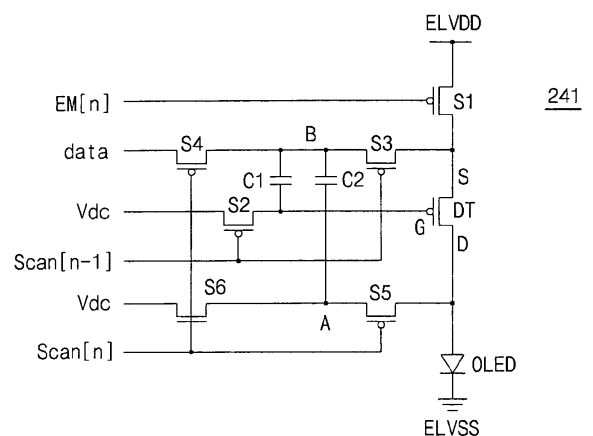 ELVDD
EM[n]
S1
241
S4
B
S3
data
C1
C2
S
Vdc
S2
G
DT
D
Scan[n-1]
S6
S5
Vdc
A
Scan[n]
OLED
ELVSS